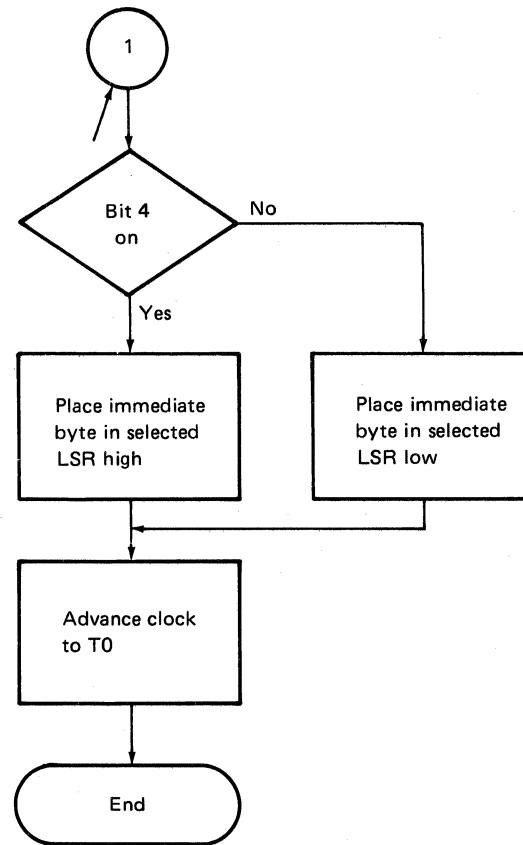 1
Bit 4
on
No
Yes
Place immediate
byte in selected
LSR high
Place immediate
byte in selected
LSR low
Advance clock
to T0
End